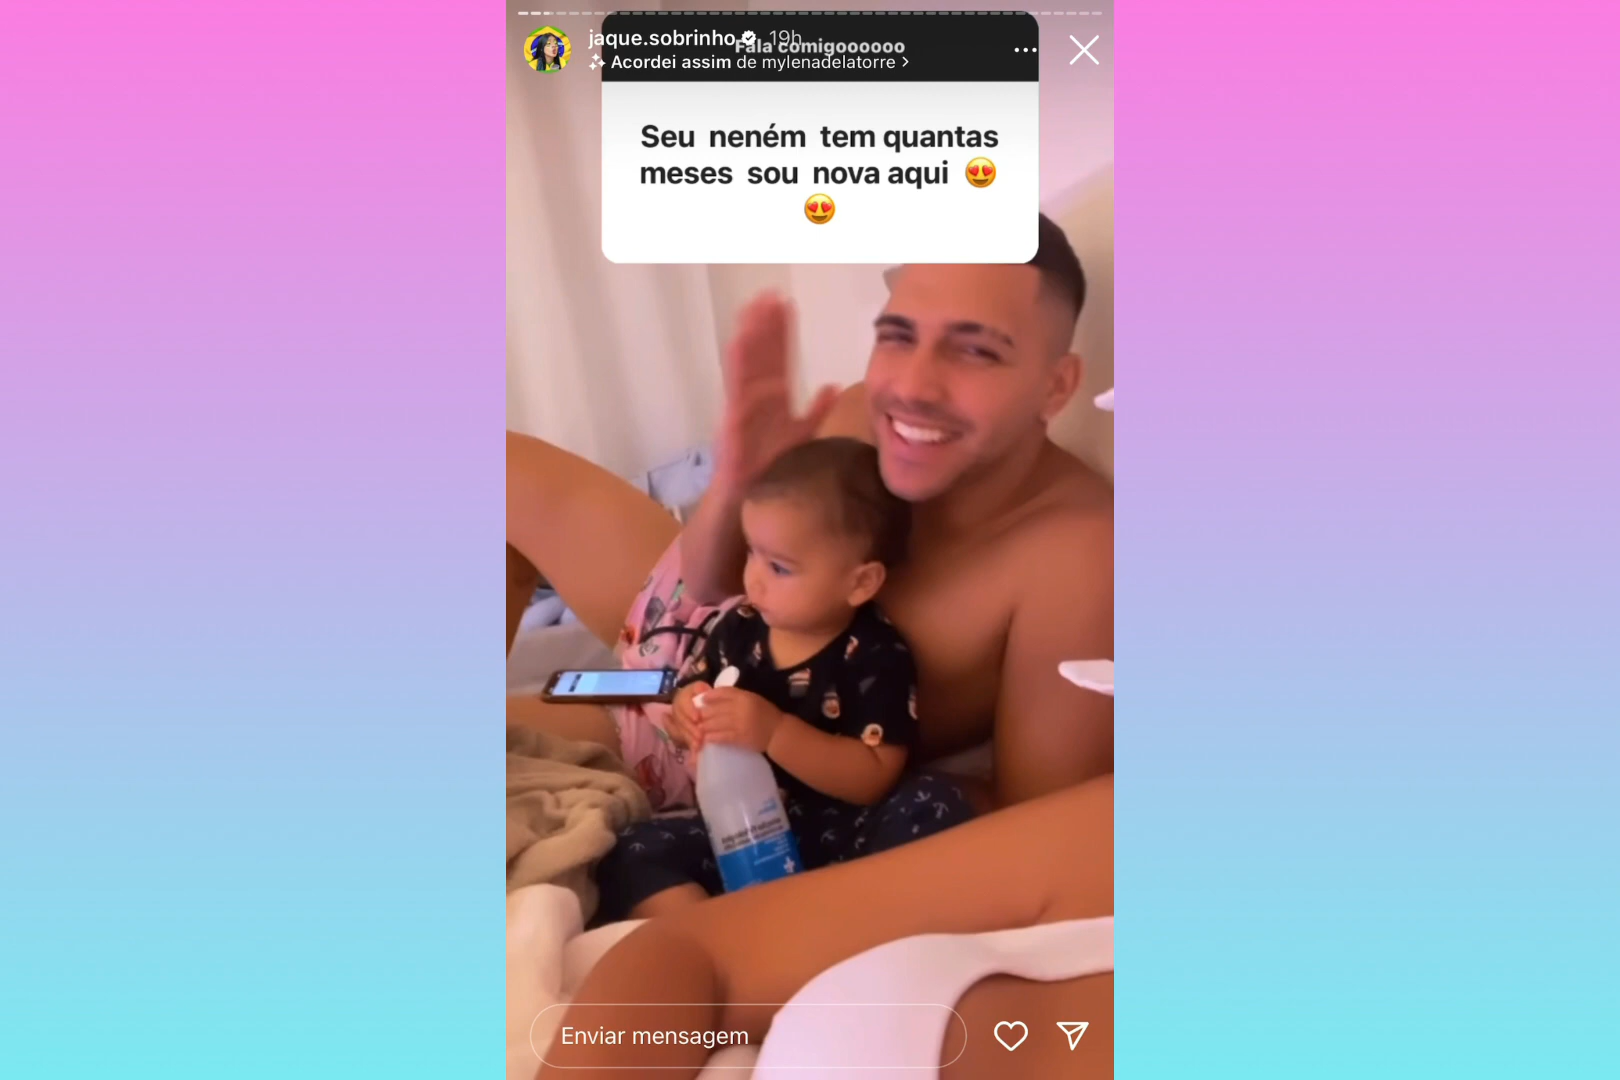 jaque.sobrinho 19h
Fala comigoooooo
Acordei assim de mylenadelatorre
Seu neném tem quantas
meses sou nova aqui 😍
😍
Enviar mensagem